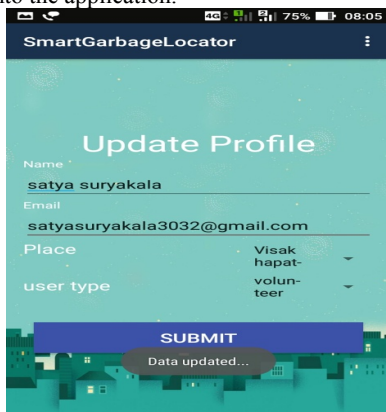 into the application.
4G 75% 08:05
SmartGarbageLocator
Update Profile
Name
satya suryakala
Email
satyasuryakala3032@gmail.com
Place
Visak
hapat-
user type
volun-
teer
SUBMIT
Data updated...